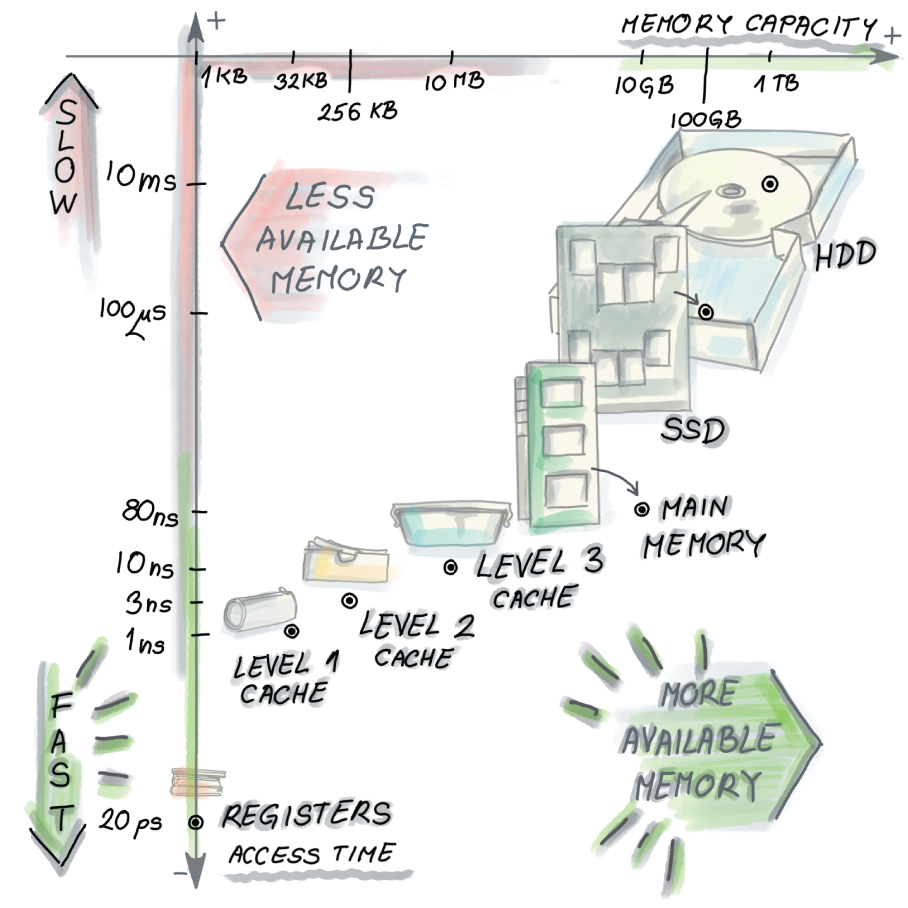 +
MEMORY CAPACITY
+
1KB
32KB
256 KB
10MB
10GB
100GB
1TB
SLOW
10ms
LESS
AVAILABLE
MEMORY
HDD
100μs
SSD
80ns
MAIN
MEMORY
10ns
LEVEL 3
CACHE
3ns
LEVEL 2
CACHE
1ns
LEVEL 1
CACHE
FAST
MORE
AVAILABLE
MEMORY
20ps
REGISTERS
ACCESS TIME
-